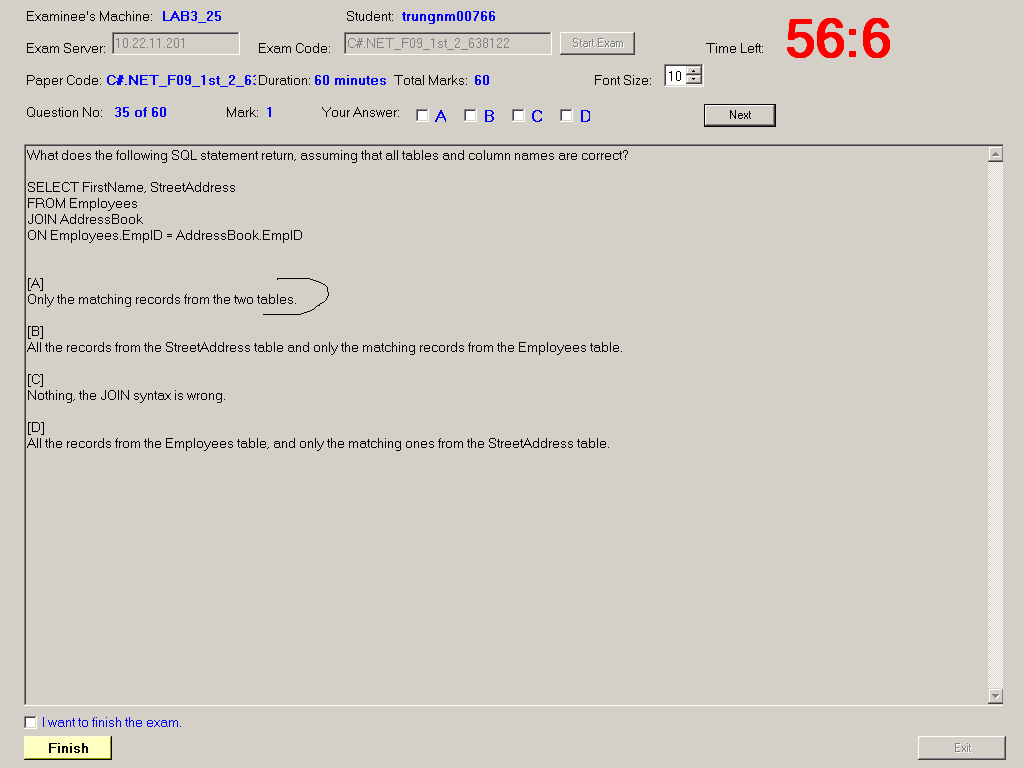 Examinee's Machine: LAB3_25 Student: trungnm00766
Exam Server: 10.22.11.201 Exam Code: C#.NET_F09_1st_2_638122 Start Exam Time Left: 56:6
Paper Code: C#.NET_F09_1st_2_6 Duration: 60 minutes Total Marks: 60 Font Size: 10
Question No: 35 of 60 Mark: 1 Your Answer: A B C D Next
What does the following SQL statement return, assuming that all tables and column names are correct?
SELECT FirstName, StreetAddress
FROM Employees
JOIN AddressBook
ON Employees.EmpID = AddressBook.EmpID
[A]
Only the matching records from the two tables.
[B]
All the records from the StreetAddress table and only the matching records from the Employees table.
[C]
Nothing, the JOIN syntax is wrong.
[D]
All the records from the Employees table, and only the matching ones from the StreetAddress table.
I want to finish the exam.
Finish Exit